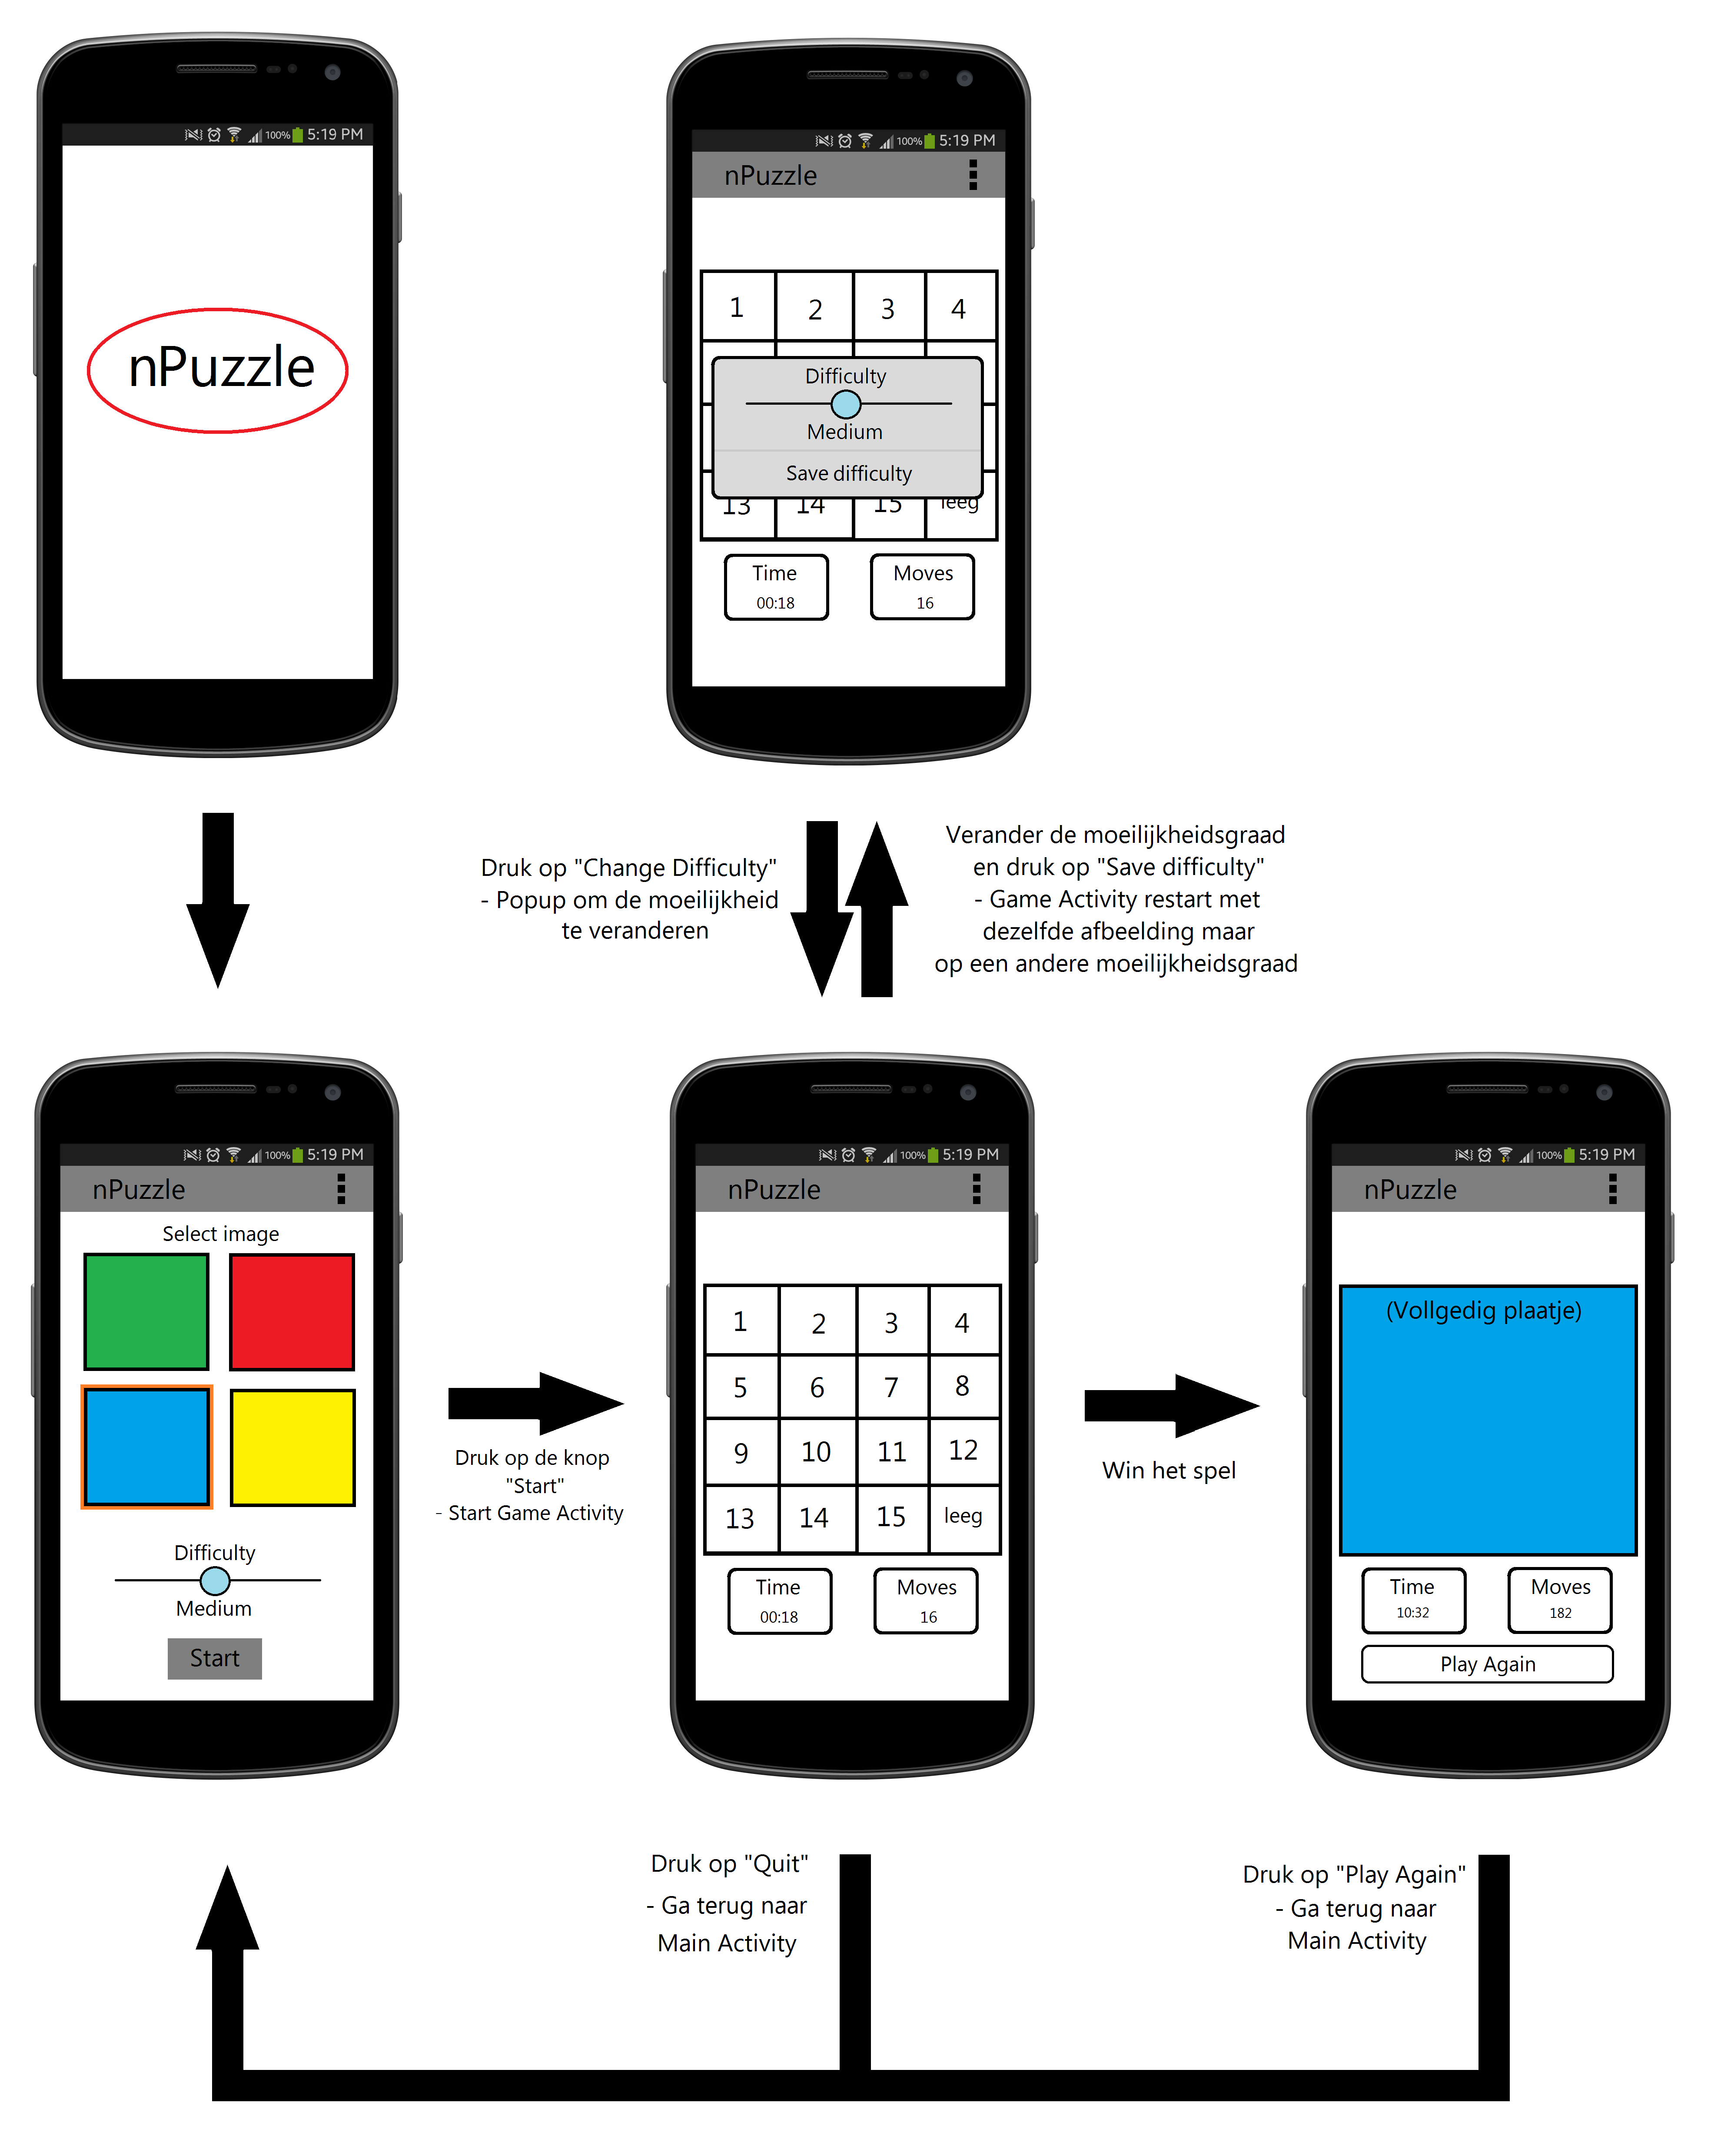 100% 5:19 PM
nPuzzle
100% 5:19 PM
nPuzzle
1 2 3 4
Difficulty
Medium
Save difficulty
13 14 15 leeg
Time Moves
00:18 16
Druk op "Change Difficulty"
- Popup om de moeilijkheid
te veranderen
Verander de moeilijkheidsgraad
en druk op "Save difficulty"
- Game Activity restart met
dezelfde afbeelding maar
op een andere moeilijkheidsgraad
100% 5:19 PM
nPuzzle
Select image
Difficulty
Medium
Start
Druk op de knop
"Start"
- Start Game Activity
100% 5:19 PM
nPuzzle
1 2 3 4
5 6 7 8
9 10 11 12
13 14 15 leeg
Time Moves
00:18 16
Win het spel
100% 5:19 PM
nPuzzle
(Vollgedig plaatje)
Time Moves
10:32 182
Play Again
Druk op "Quit"
- Ga terug naar
Main Activity
Druk op "Play Again"
- Ga terug naar
Main Activity